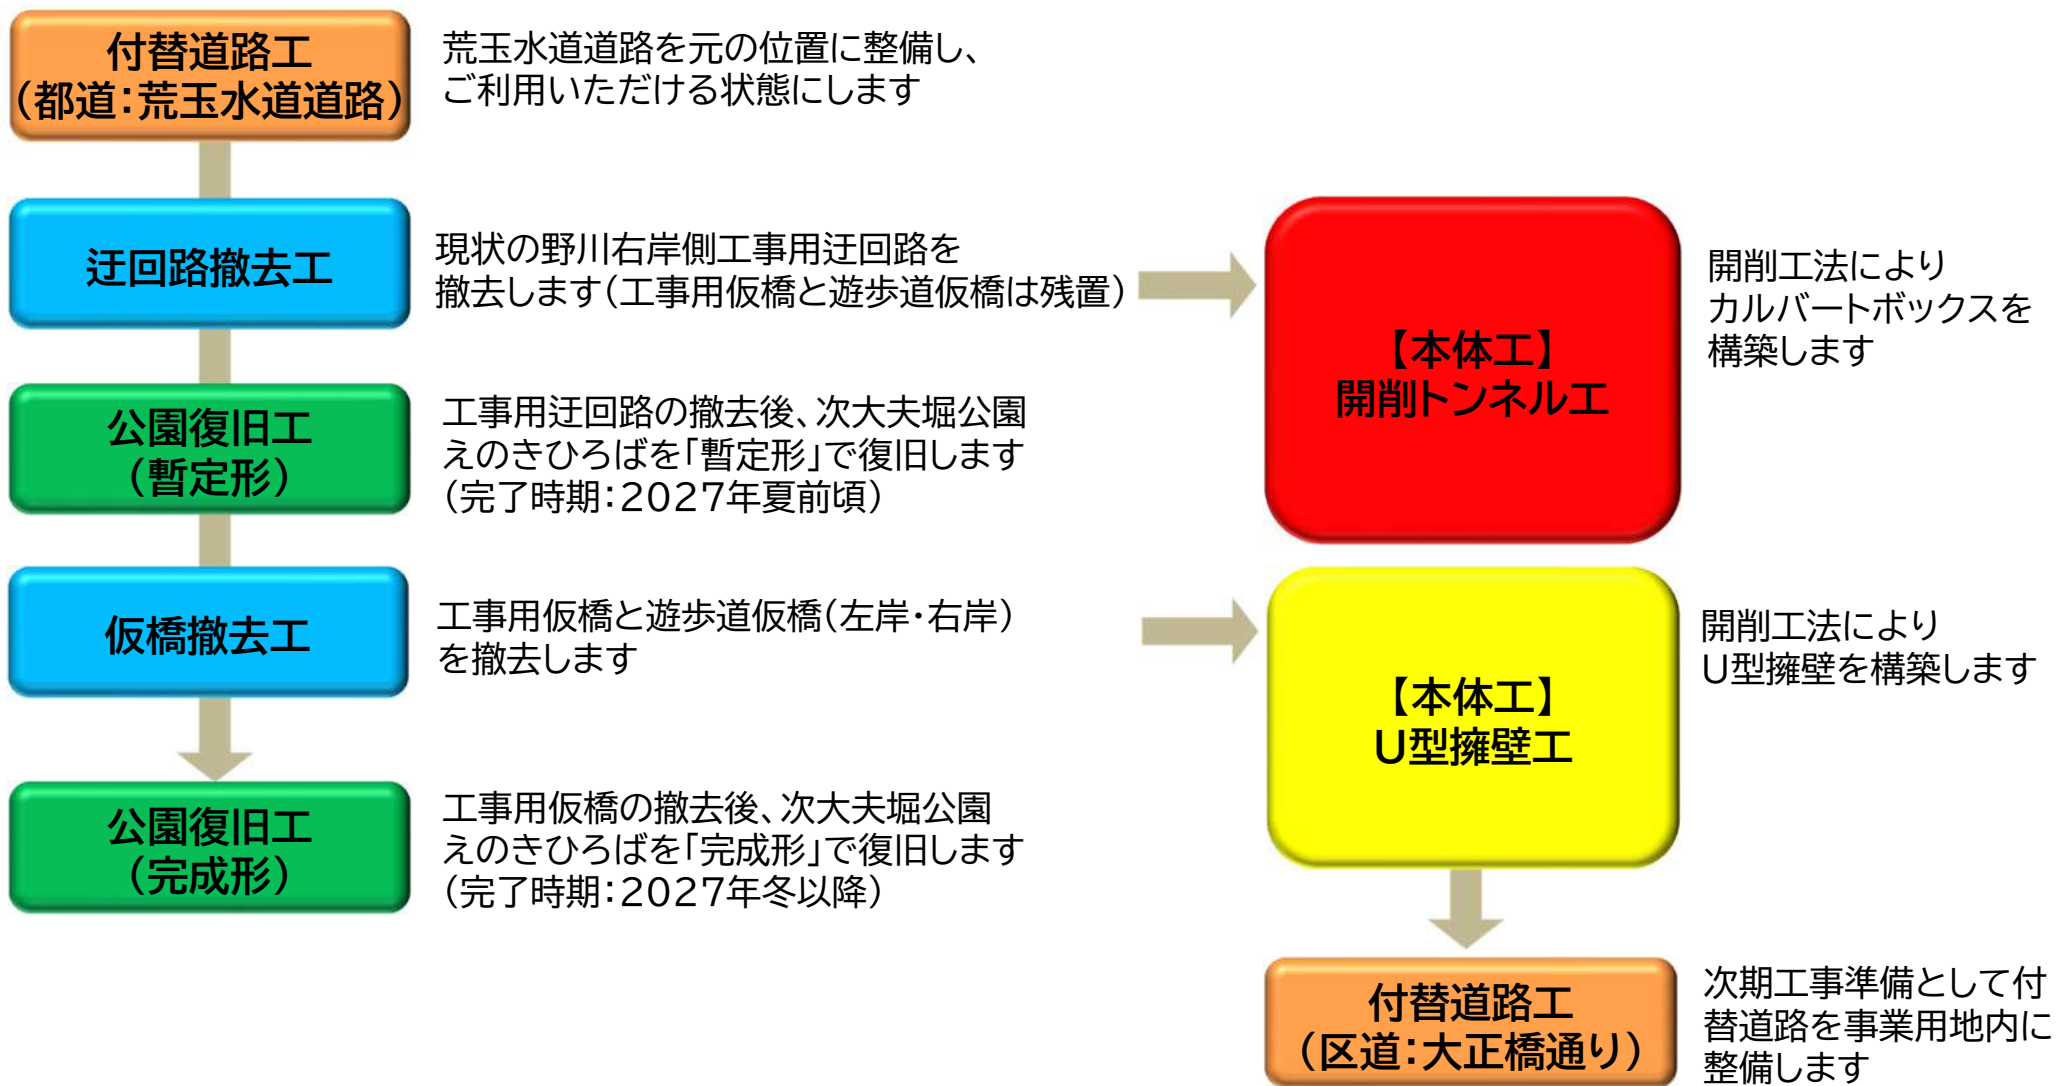 付替道路工
(都道：荒玉水道道路)
荒玉水道道路を元の位置に整備し、
ご利用いただける状態にします
迂回路撤去工
現状の野川右岸側工事用迂回路を
撤去します(工事用仮橋と遊歩道仮橋は残置)
公園復旧工
(暫定形)
工事用迂回路の撤去後、次大夫堀公園
えのきひろばを「暫定形」で復旧します
(完了時期：2027年夏前頃)
仮橋撤去工
工事用仮橋と遊歩道仮橋(左岸・右岸)
を撤去します
公園復旧工
(完成形)
工事用仮橋の撤去後、次大夫堀公園
えのきひろばを「完成形」で復旧します
(完了時期：2027年冬以降)
【本体工】
開削トンネル工
開削工法により
カルバートボックスを
構築します
【本体工】
U型擁壁工
開削工法により
U型擁壁を構築します
付替道路工
(区道：大正橋通り)
次期工事準備として付
替道路を事業用地内に
整備します